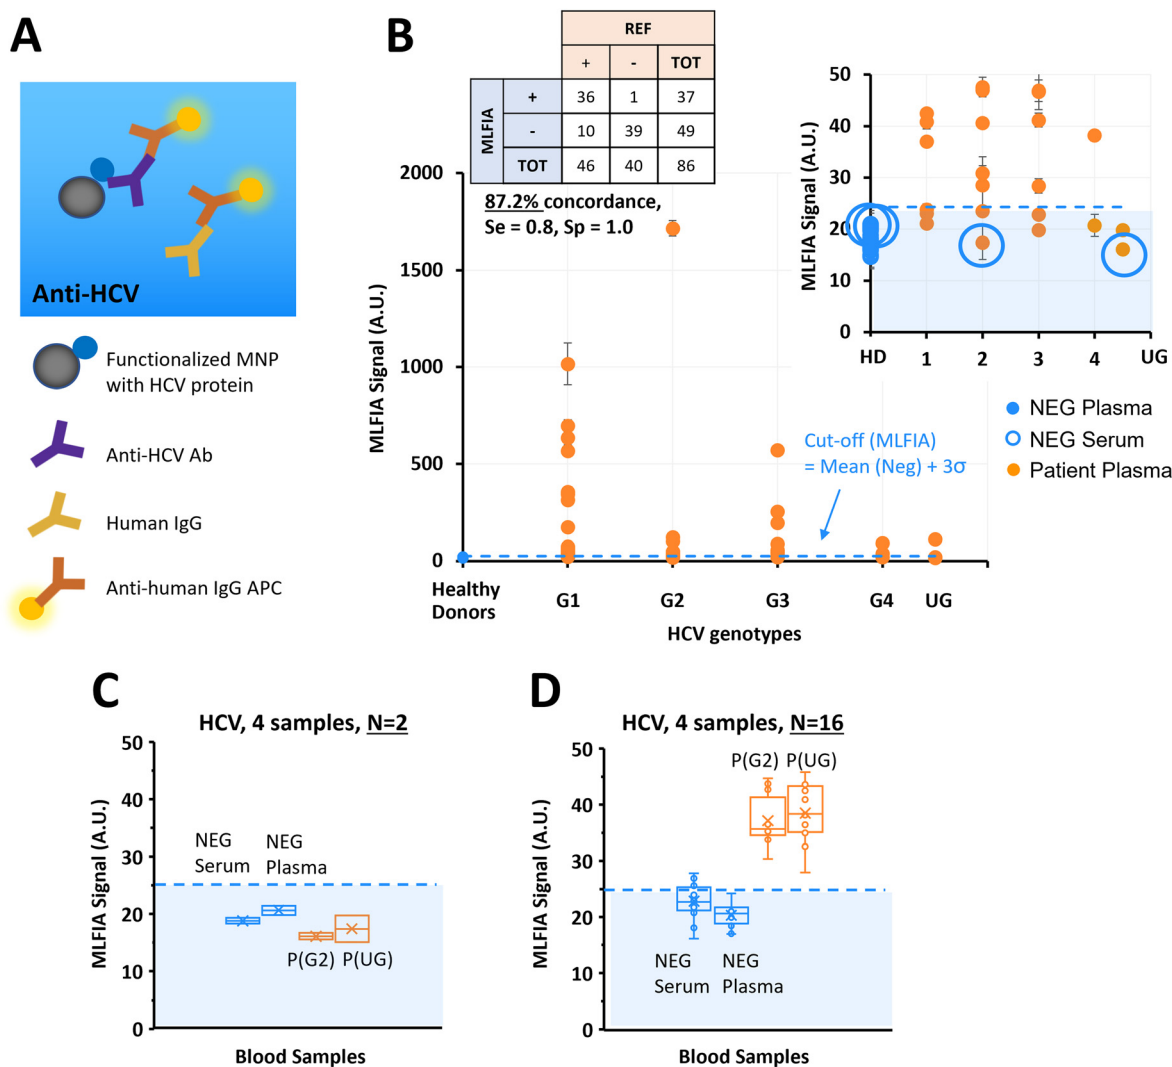 A
Anti-HCV
Functionalized MNP
with HCV protein
Anti-HCV Ab
Human IgG
Anti-human IgG APC
B
REF
+ - TOT
MLFIA
+ 36 1 37
- 10 39 49
TOT 46 40 86
87.2% concordance,
Se = 0.8, Sp = 1.0
MLFIA Signal (A.U.)
2000
1500
1000
500
0
Healthy
Donors
G1 G2 G3 G4 UG
HCV genotypes
Cut-off (MLFIA)
= Mean (Neg) + 3σ
MLFIA Signal (A.U.)
50
40
30
20
10
0
HD 1 2 3 4 UG
NEG Plasma
NEG Serum
Patient Plasma
C
HCV, 4 samples, N=2
MLFIA Signal (A.U.)
50
40
30
20
10
0
NEG
Serum
NEG
Plasma
P(G2) P(UG)
Blood Samples
D
HCV, 4 samples, N=16
MLFIA Signal (A.U.)
50
40
30
20
10
0
P(G2) P(UG)
NEG
Serum
NEG
Plasma
Blood Samples